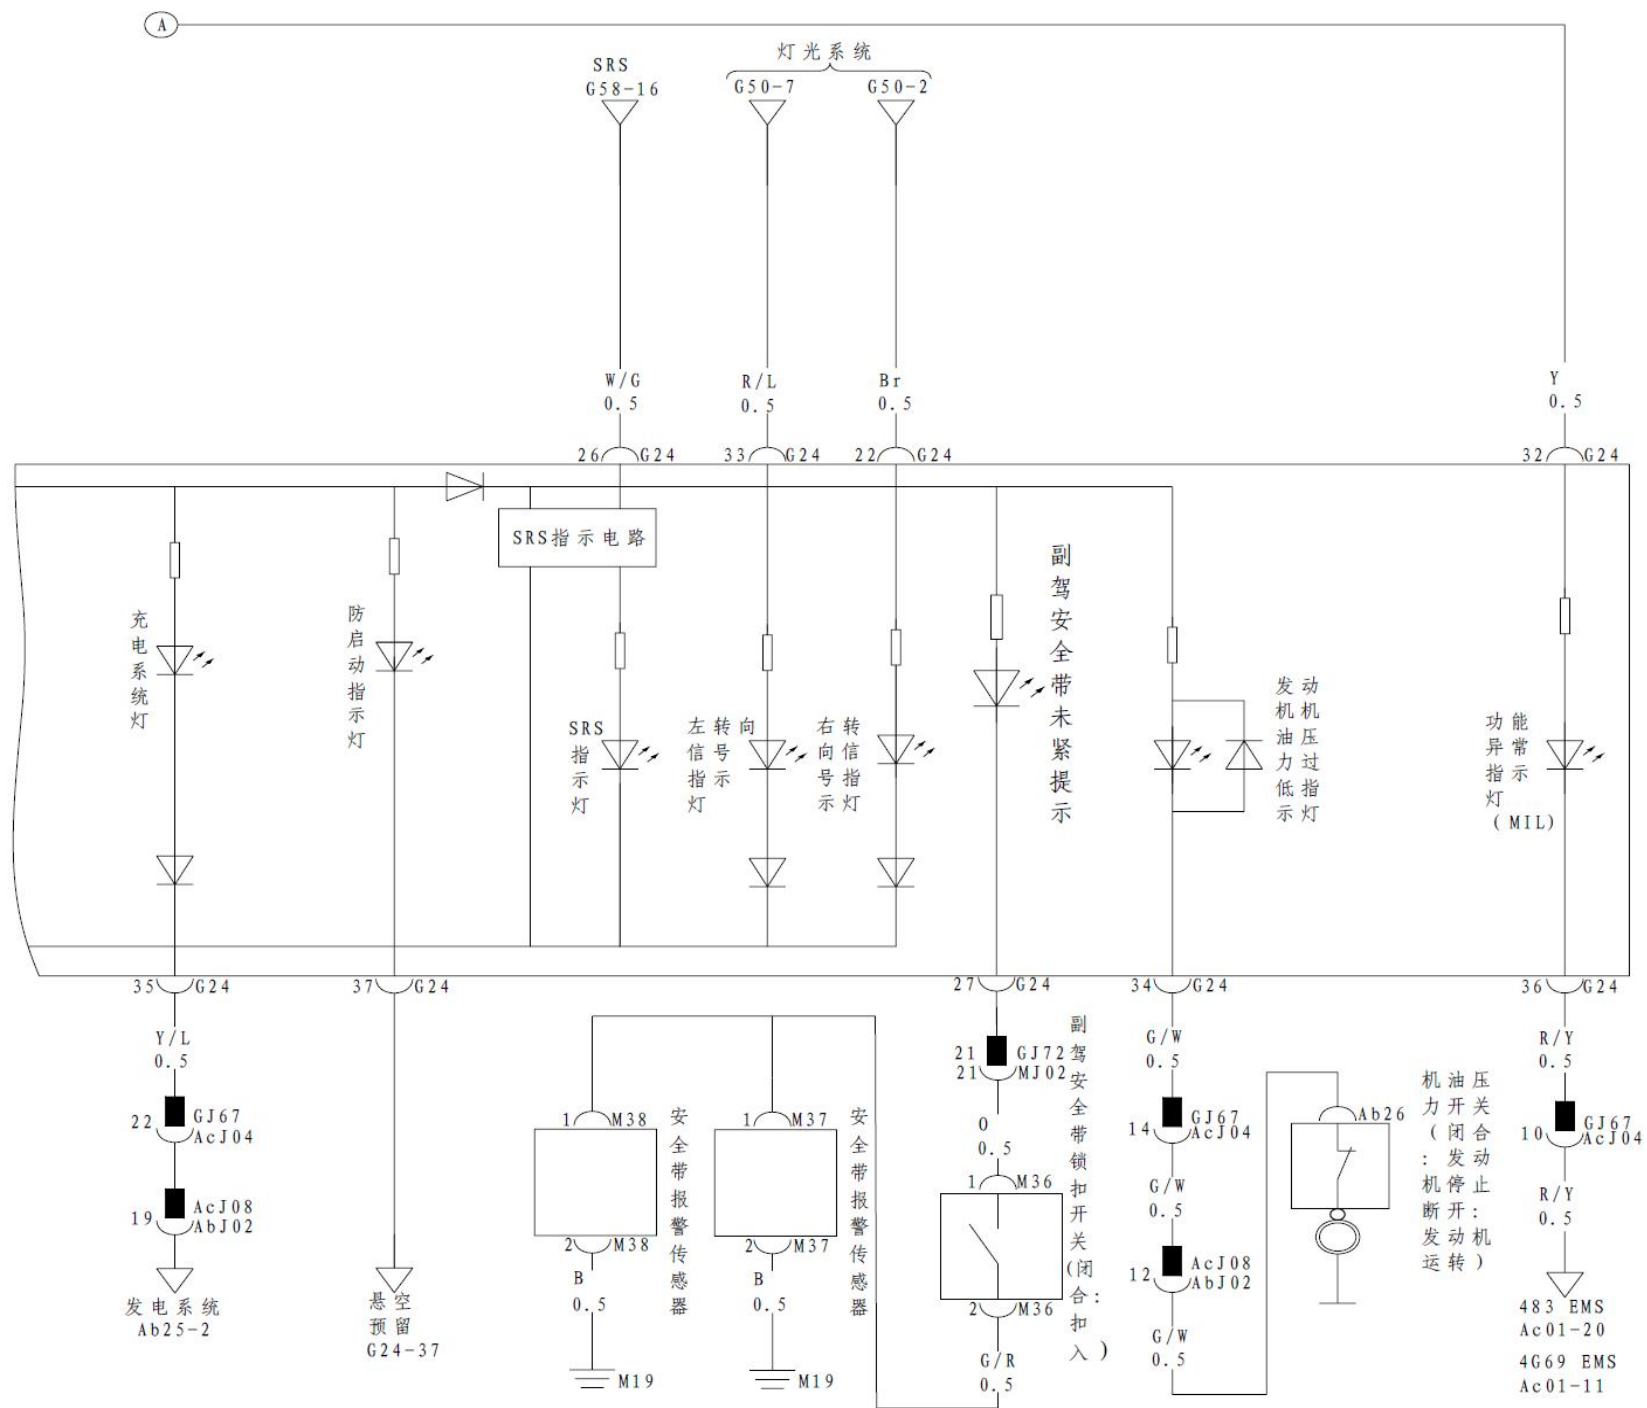 A
灯光系统
SRS
G58-16
G50-7
G50-2
W/G
0.5
R/L
0.5
Br
0.5
Y
0.5
26 G24
33 G24
22 G24
32 G24
SRS指示电路
充电系统灯
防启动指示灯
SRS
指示灯
左转向
信号
指示
灯
右转
向信
号指
示灯
副驾安全带未紧提示
发动
机机
油压
力过
低指
示灯
功能
异常
指示
灯
(MIL)
35 G24
37 G24
27 G24
34 G24
36 G24
Y/L
0.5
22 GJ67
AcJ04
19 AcJ08
AbJ02
发电系统
Ab25-2
悬空
预留
G24-37
1 M38
2 M38
安全带报警传感器
B
0.5
M19
1 M37
2 M37
安全带报警传感器
B
0.5
M19
21 GJ72
21 MJ02
O
0.5
1 M36
2 M36
副驾安全带锁扣开关(闭合:扣入)
G/R
0.5
G/W
0.5
14 GJ67
AcJ04
G/W
0.5
12 AcJ08
AbJ02
G/W
0.5
Ab26
机油压
力开关
(闭合
:发动
机停止
断开:
发动机
运转)
R/Y
0.5
10 GJ67
AcJ04
R/Y
0.5
483 EMS
Ac01-20
4G69 EMS
Ac01-11